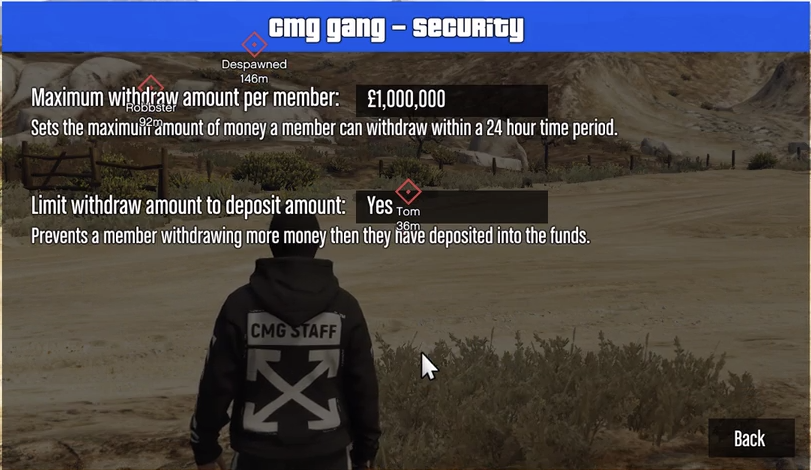 cmg gang - security
Despawned
146m
Maximum withdraw amount per member: £1,000,000
Robbster
92m
Sets the maximum amount of money a member can withdraw within a 24 hour time period.
Limit withdraw amount to deposit amount: Yes
Tom
36m
Prevents a member withdrawing more money then they have deposited into the funds.
CMG STAFF
Back